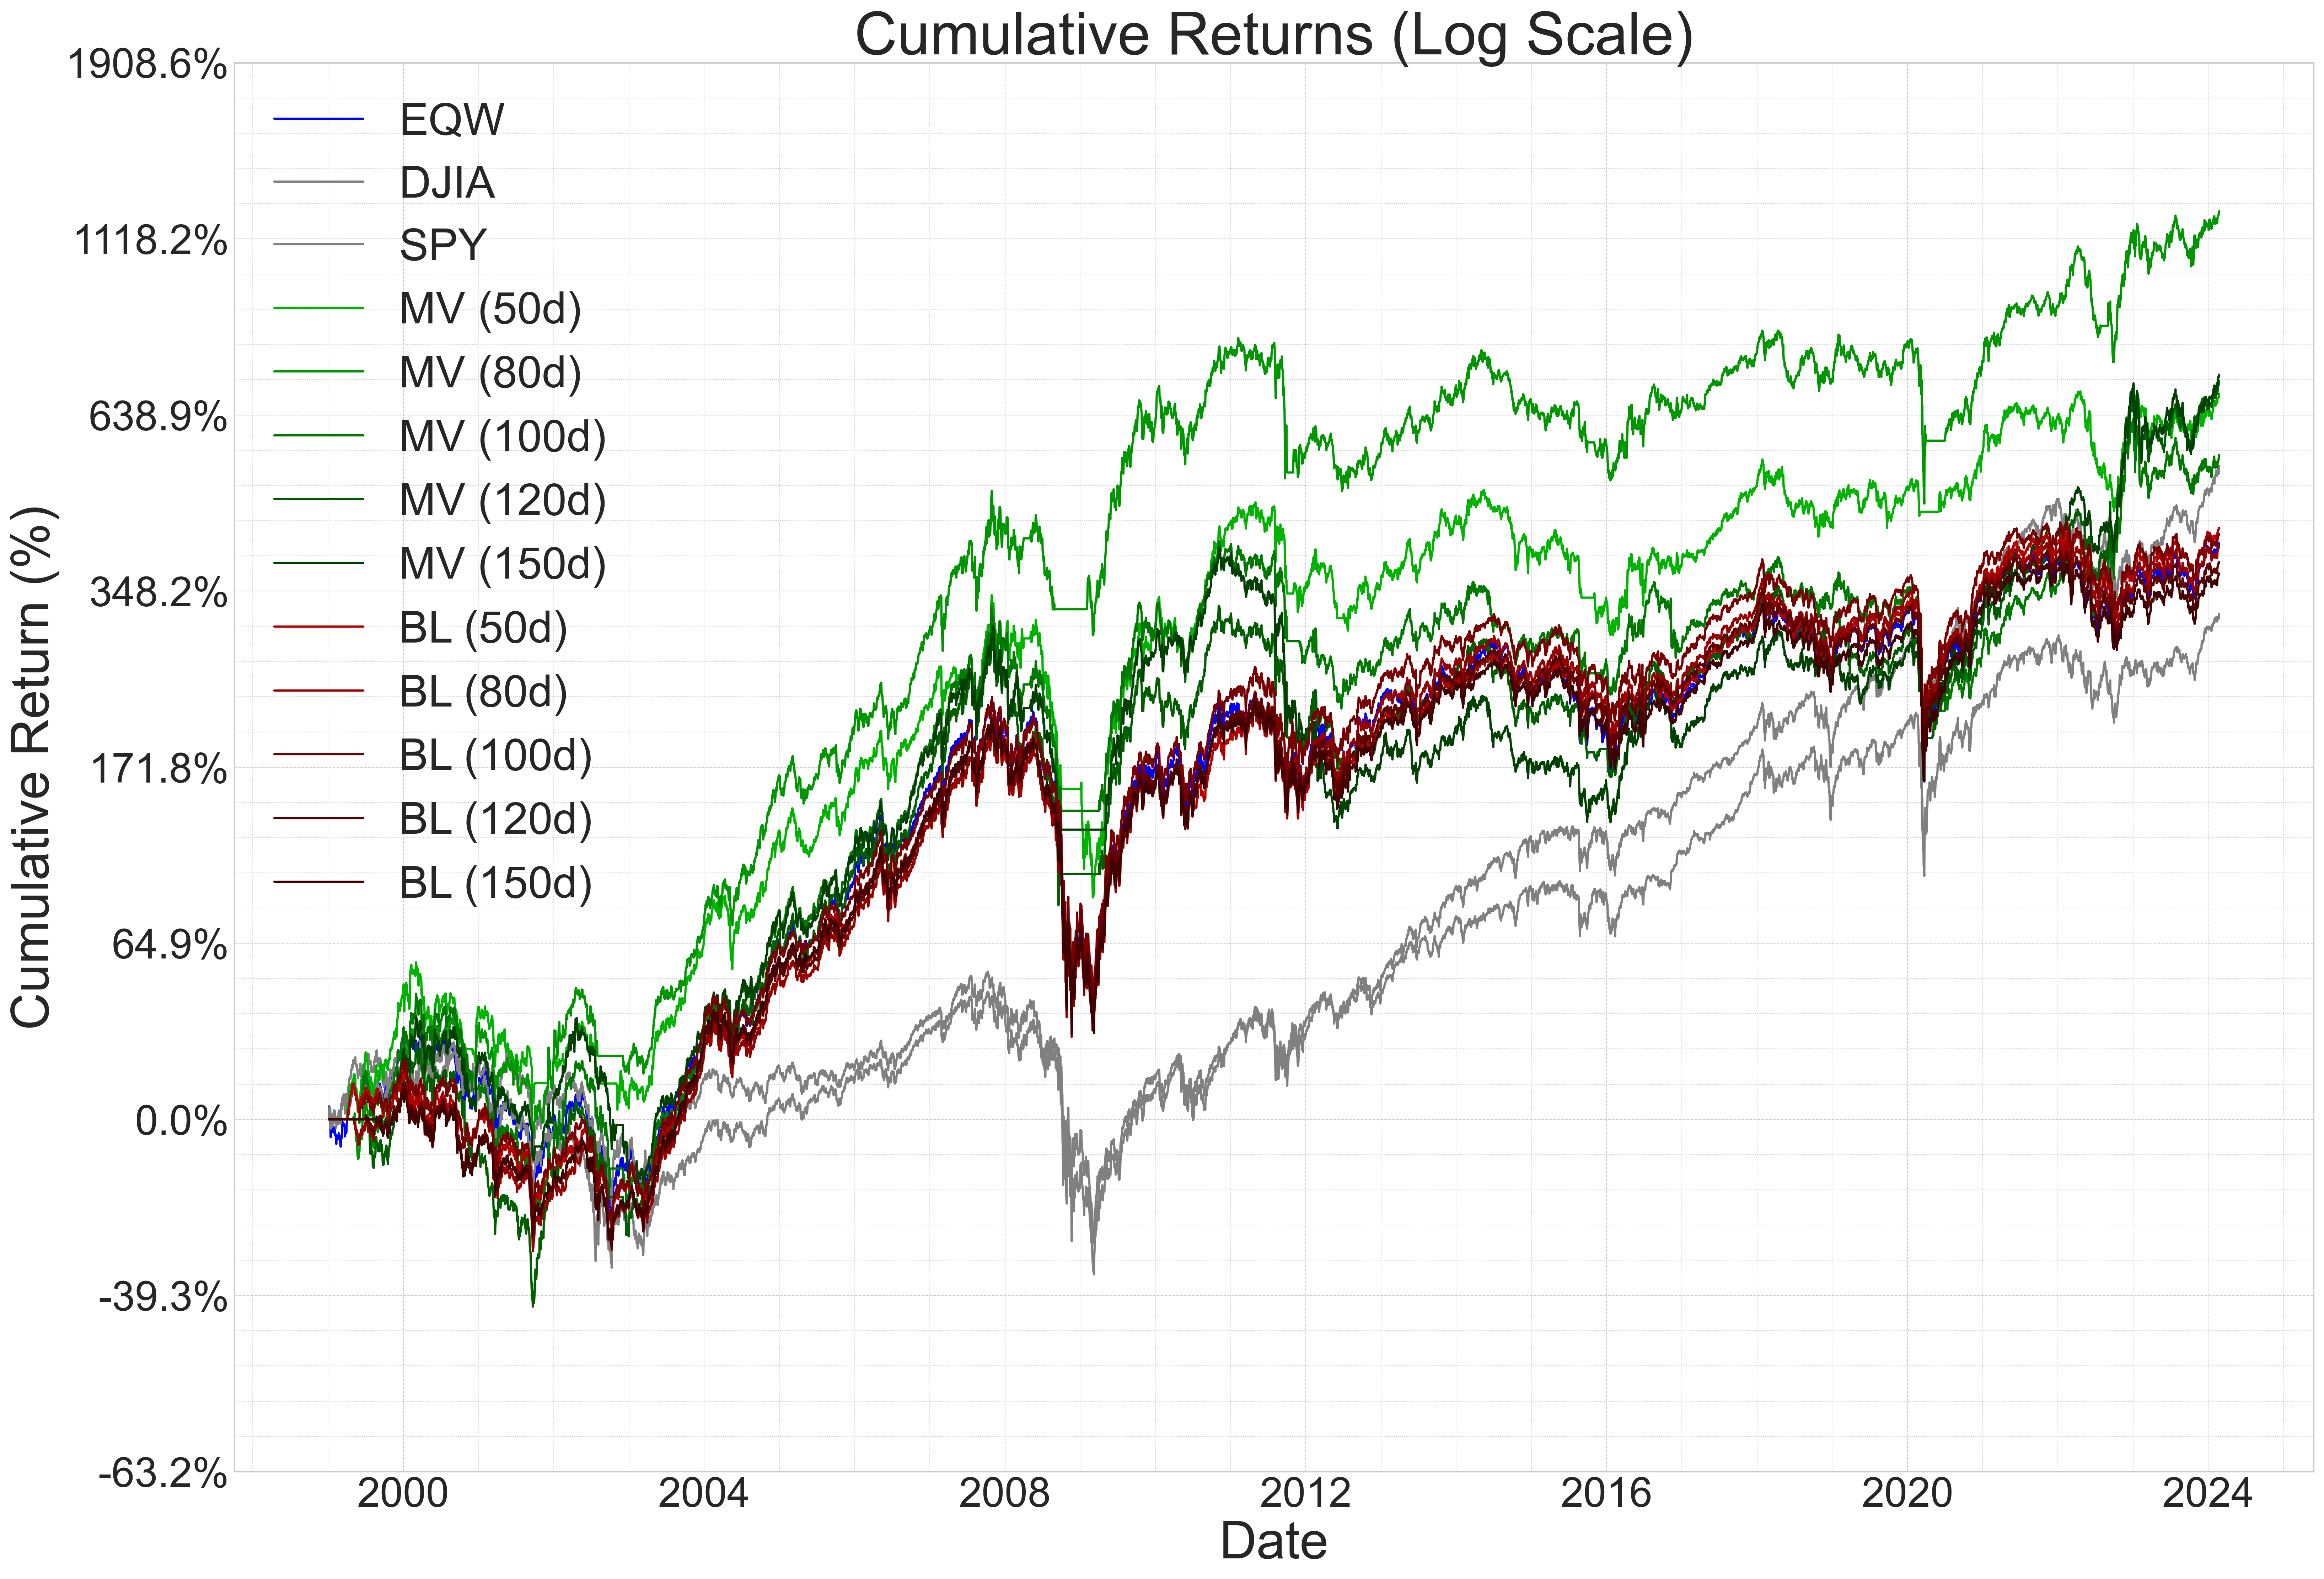 Cumulative Returns (Log Scale)
1908.6%
1118.2%
638.9%
348.2%
171.8%
64.9%
0.0%
-39.3%
-63.2%
Cumulative Return (%)
EQW
DJIA
SPY
MV (50d)
MV (80d)
MV (100d)
MV (120d)
MV (150d)
BL (50d)
BL (80d)
BL (100d)
BL (120d)
BL (150d)
2000 2004 2008 2012 2016 2020 2024
Date